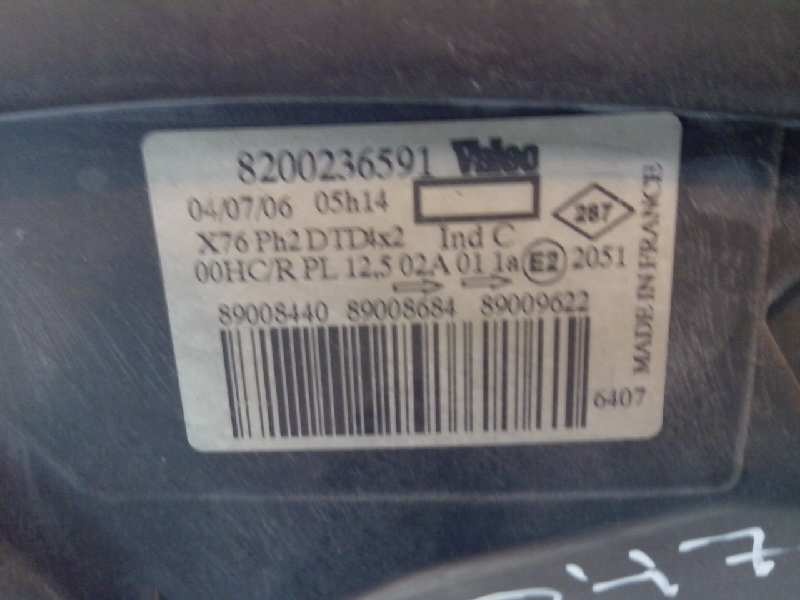 8200236591 Valeo
04/07/06 05h14
287
X76 Ph2 DTD4x2 Ind C
00HC/R PL 12,5 02A 01 1a E2 2051
89008440 89008684 89009622
6407
MADE IN FRANCE